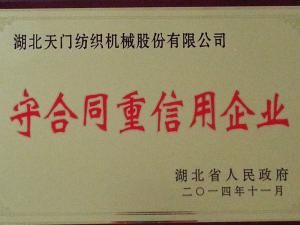 湖北天门纺织机械股份有限公司
守合同重信用企业
湖北省人民政府
二〇一四年十一月